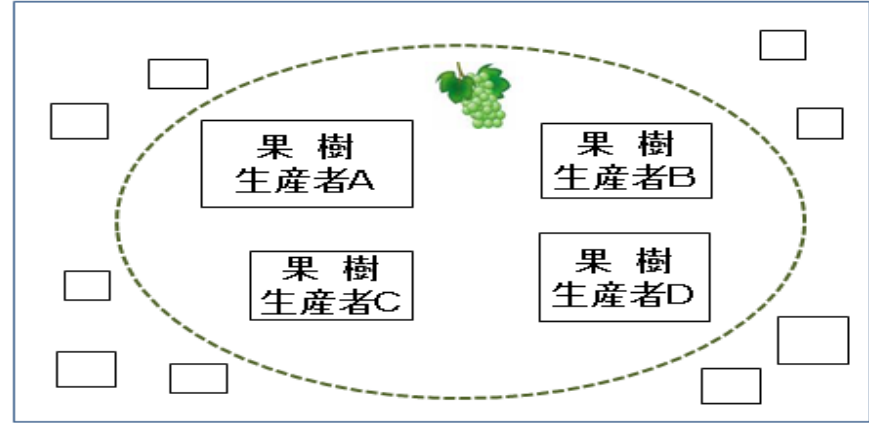 果 樹
生産者A
果 樹
生産者B
果 樹
生産者C
果 樹
生産者D